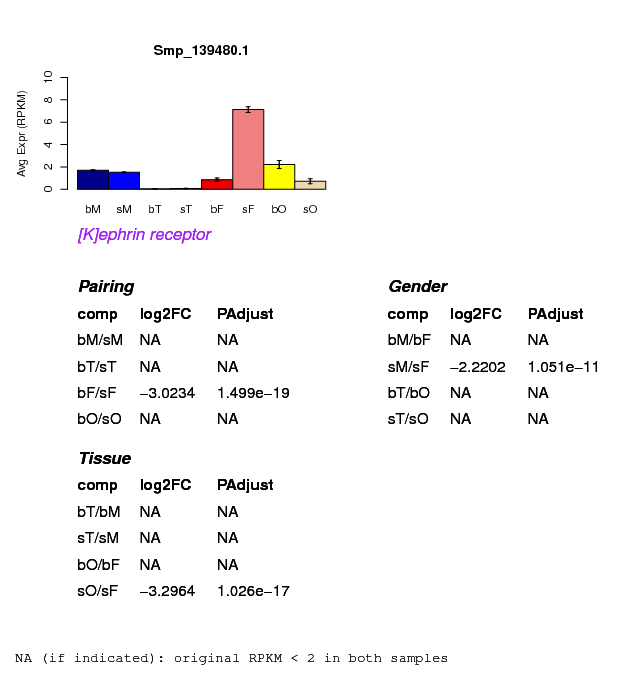 Smp_139480.1
Avg Expr (RPKM)
10
8
6
4
2
0
bM sM bT sT bF sF bO sO
[K]ephrin receptor
Pairing
comp log2FC PAdjust
bM/sM NA NA
bT/sT NA NA
bF/sF −3.0234 1.499e−19
bO/sO NA NA
Gender
comp log2FC PAdjust
bM/bF NA NA
sM/sF −2.2202 1.051e−11
bT/bO NA NA
sT/sO NA NA
Tissue
comp log2FC PAdjust
bT/bM NA NA
sT/sM NA NA
bO/bF NA NA
sO/sF −3.2964 1.026e−17
NA (if indicated): original RPKM < 2 in both samples